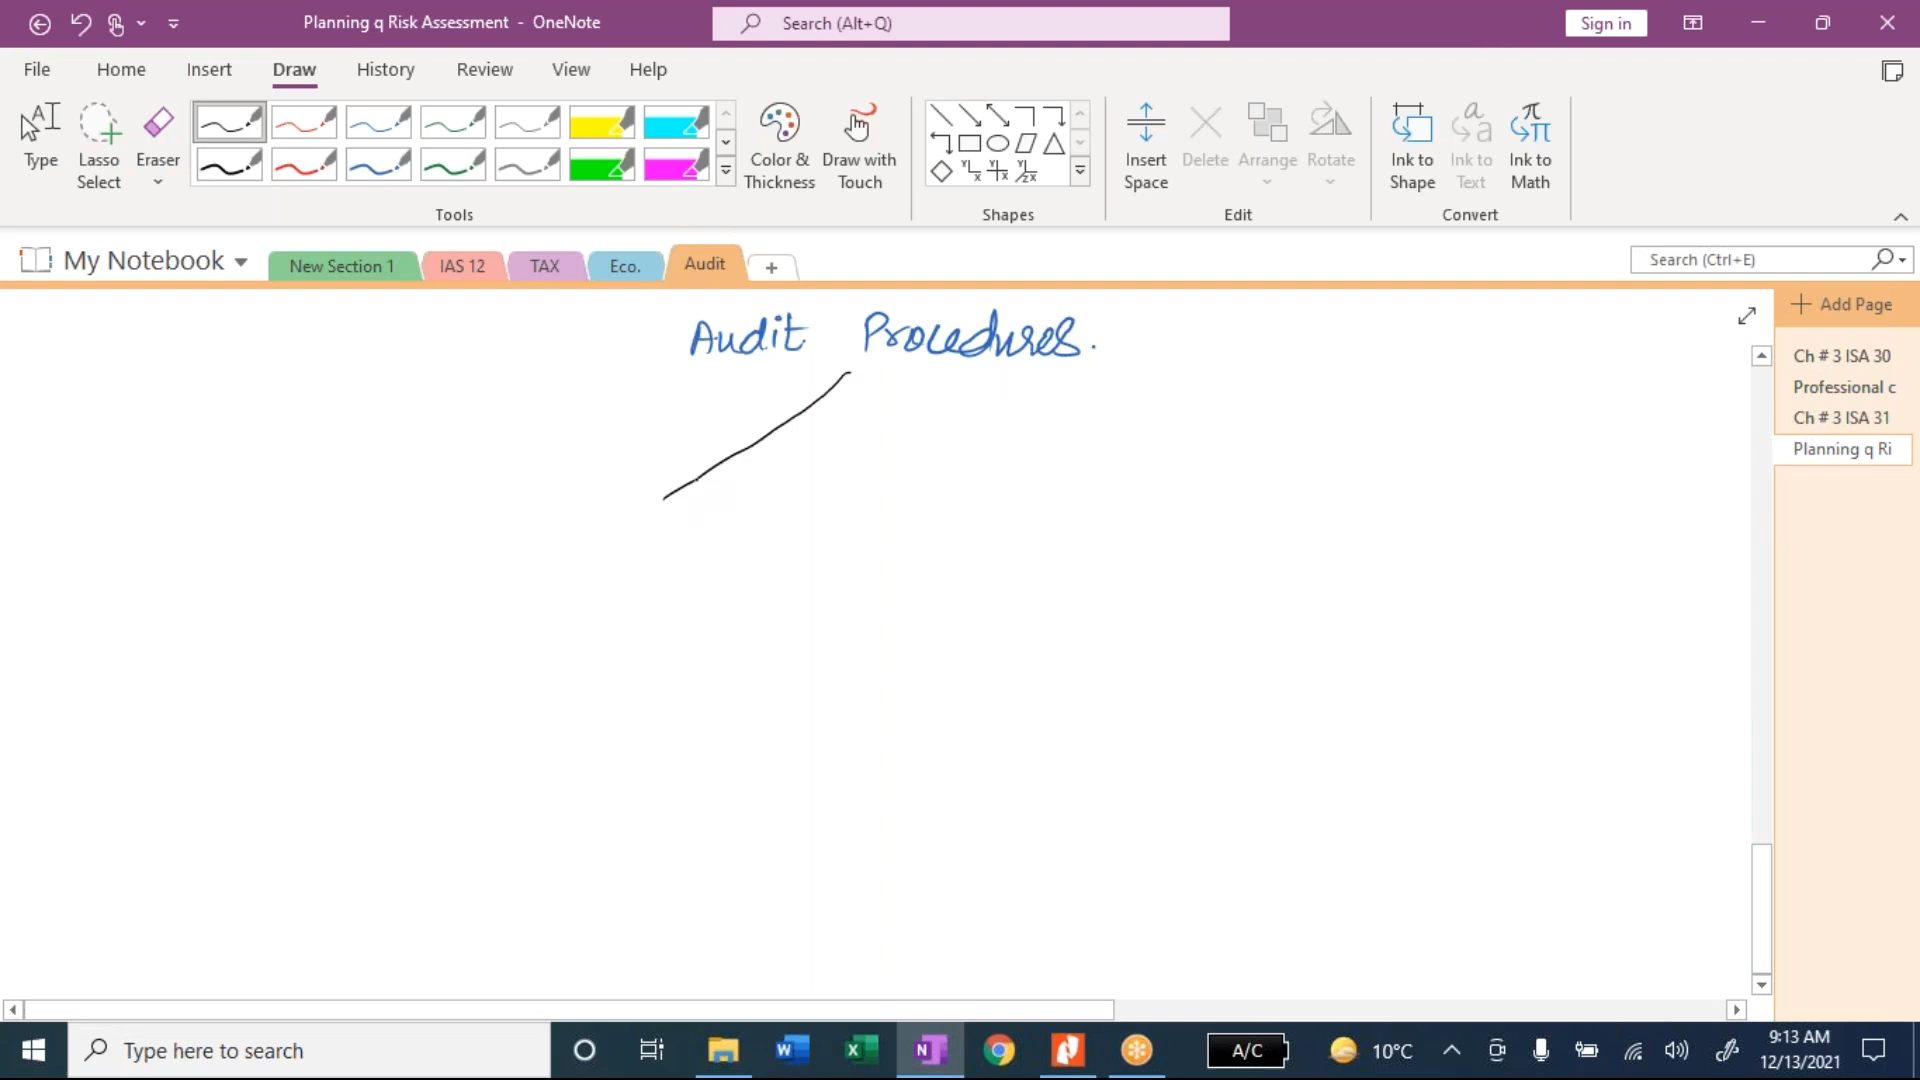 Planning q Risk Assessment - OneNote
Search (Alt+Q)
Sign in
File Home Insert Draw History Review View Help
Type
Lasso Select
Eraser
Color & Thickness
Draw with Touch
Insert Space
Delete
Arrange
Rotate
Ink to Shape
Ink to Text
Ink to Math
Tools Shapes Edit Convert
My Notebook New Section 1 IAS 12 TAX Eco. Audit +
Search (Ctrl+E)
Add Page
Audit Procedures.
Ch # 3 ISA 30
Professional c
Ch # 3 ISA 31
Planning q Ri
Type here to search
A/C
10°C
9:13 AM
12/13/2021